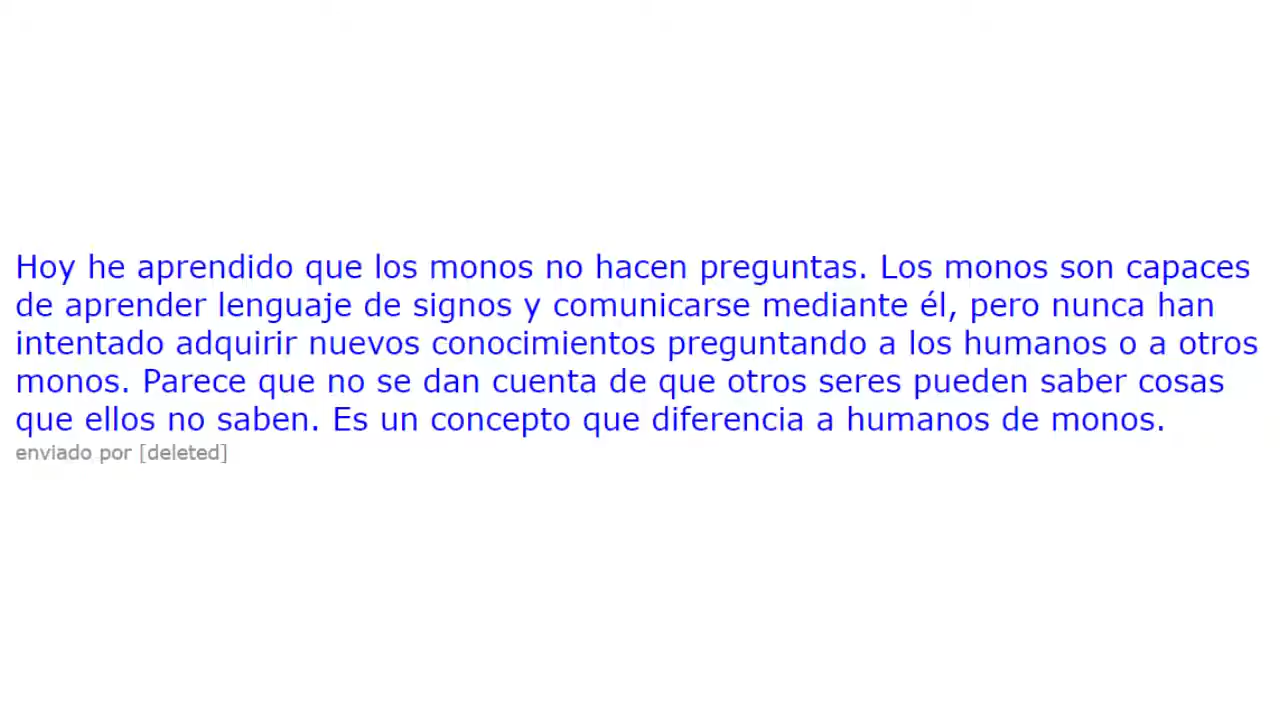 Hoy he aprendido que los monos no hacen preguntas. Los monos son capaces
de aprender lenguaje de signos y comunicarse mediante él, pero nunca han
intentado adquirir nuevos conocimientos preguntando a los humanos o a otros
monos. Parece que no se dan cuenta de que otros seres pueden saber cosas
que ellos no saben. Es un concepto que diferencia a humanos de monos.
enviado por [deleted]